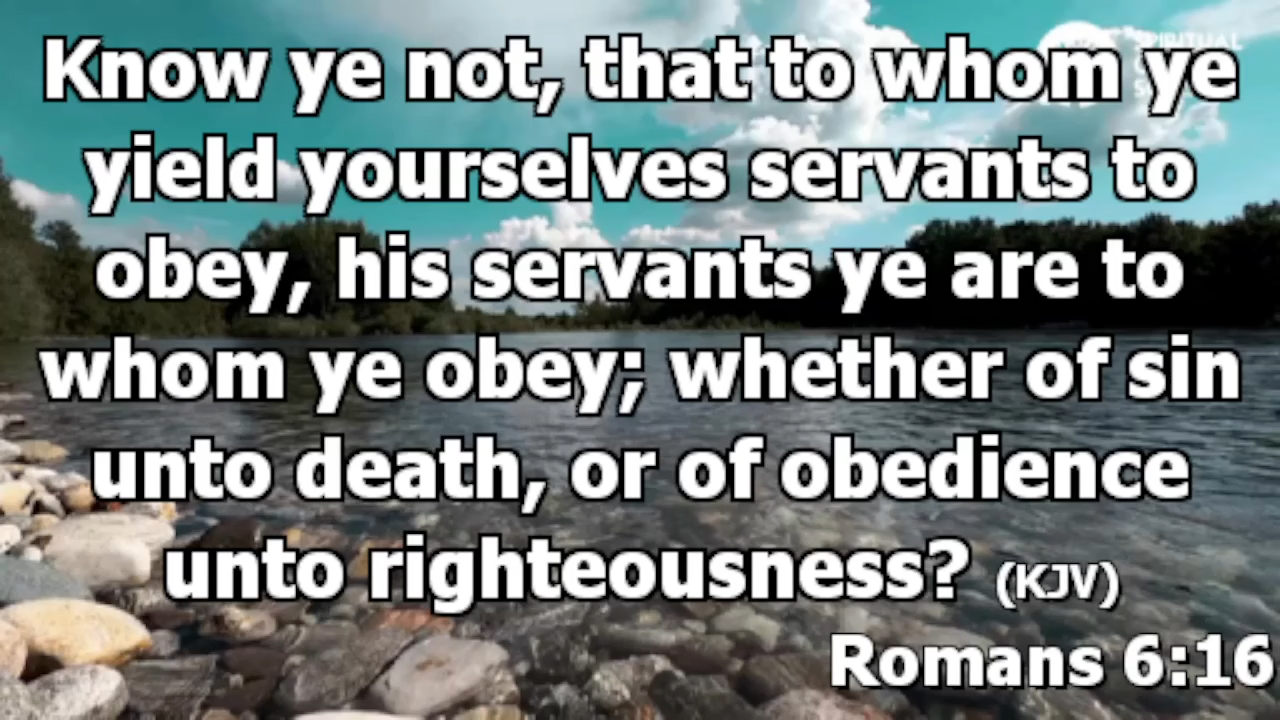 Know ye not, that to whom ye
yield yourselves servants to
obey, his servants ye are to
whom ye obey; whether of sin
unto death, or of obedience
unto righteousness? (KJV)
Romans 6:16
SPIRITUAL